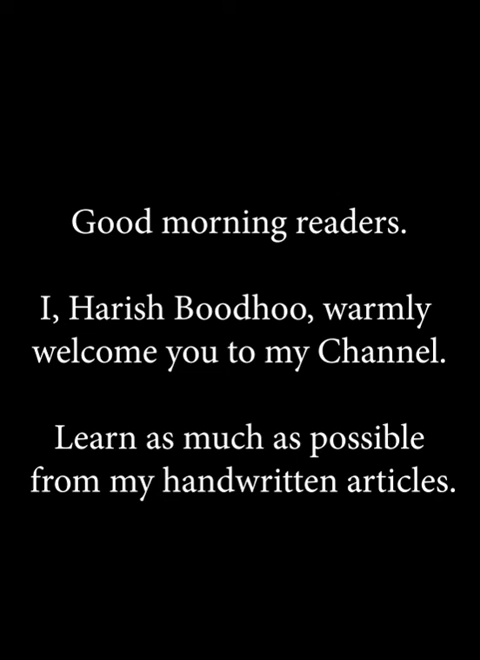 Good morning readers.
I, Harish Boodhoo, warmly
welcome you to my Channel.
Learn as much as possible
from my handwritten articles.